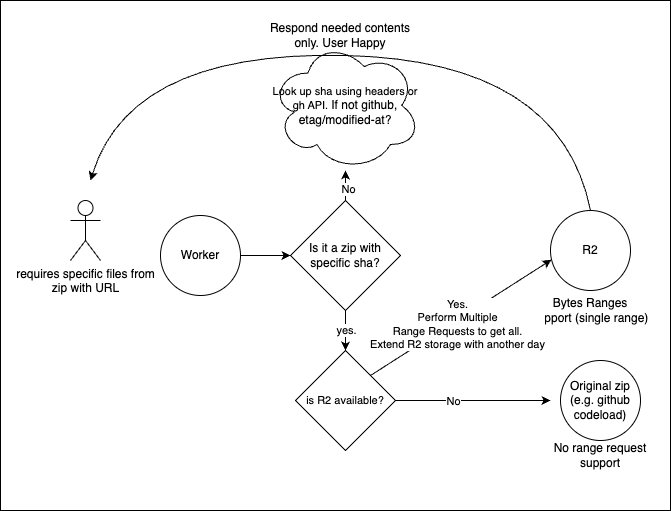 Respond needed contents
only. User Happy
Look up sha using headers or
gh API. If not github,
etag/modified-at?
No
requires specific files from
zip with URL
Worker
Is it a zip with
specific sha?
R2
Bytes Ranges
pport (single range)
Yes.
Perform Multiple
Range Requests to get all.
Extend R2 storage with another day
yes.
is R2 available?
No
Original zip
(e.g. github
codeload)
No range request
support